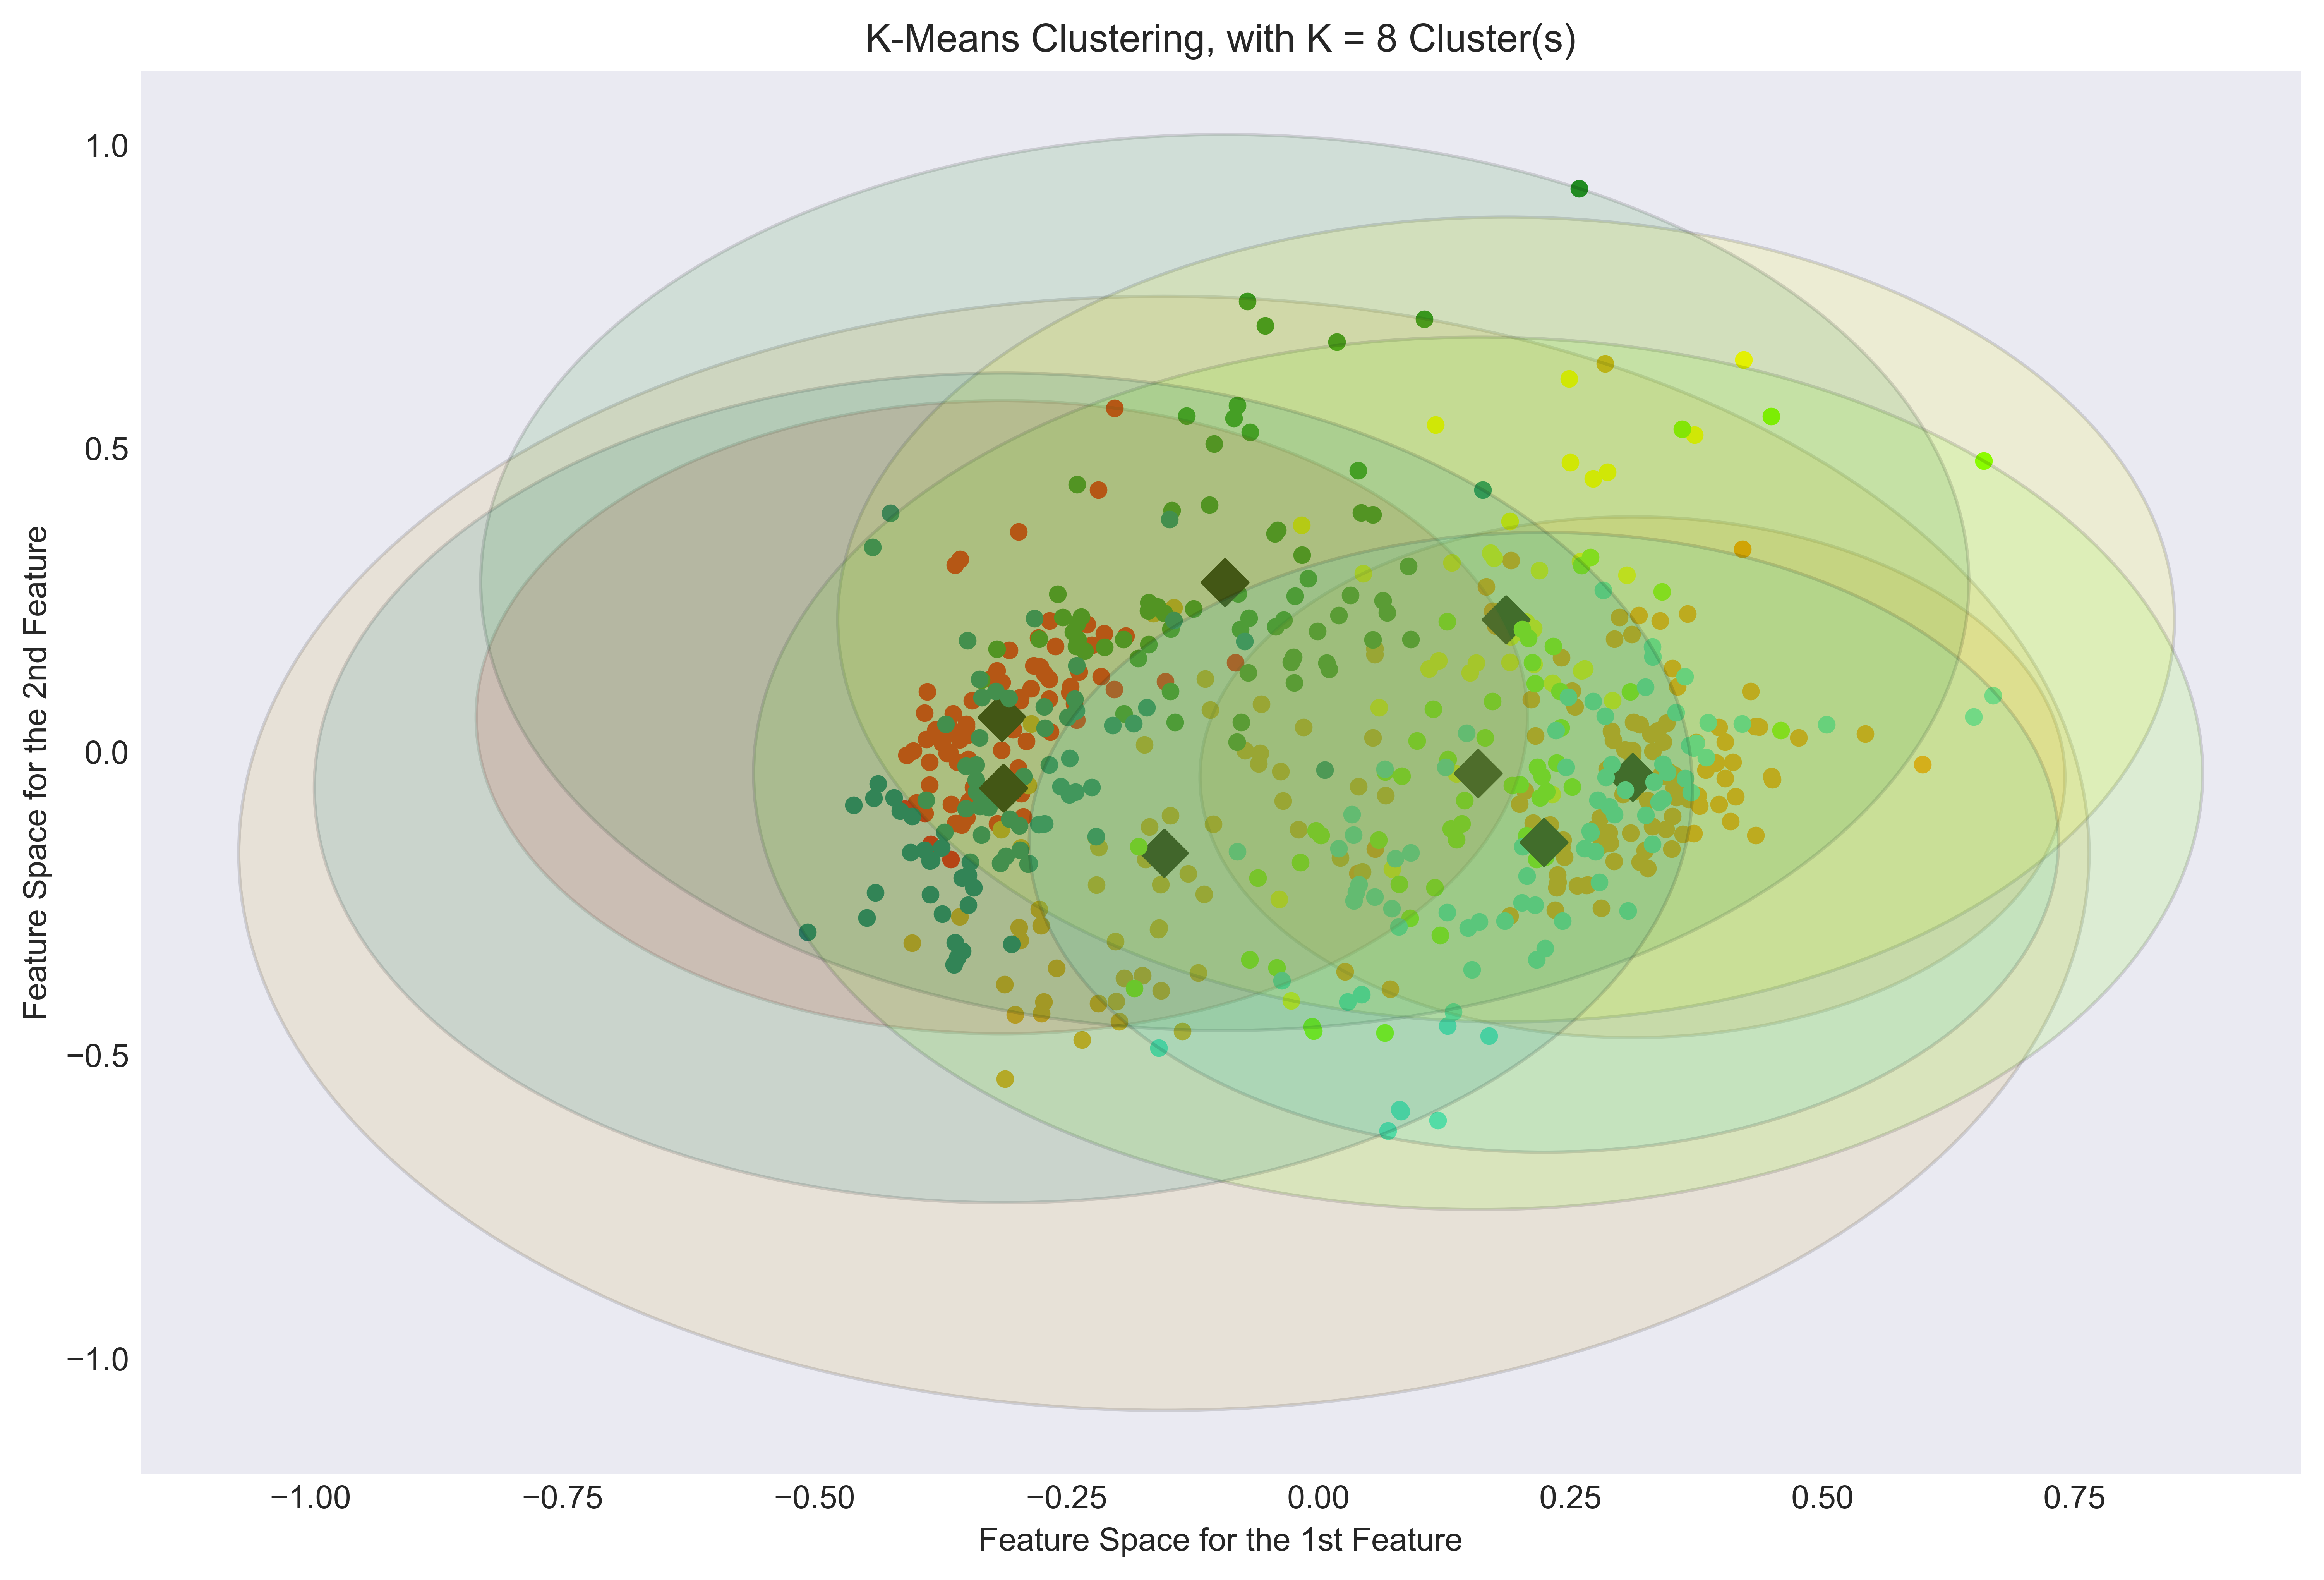 K-Means Clustering, with K = 8 Cluster(s)
1.0
0.5
0.0
−0.5
−1.0
Feature Space for the 2nd Feature
−1.00 −0.75 −0.50 −0.25 0.00 0.25 0.50 0.75
Feature Space for the 1st Feature